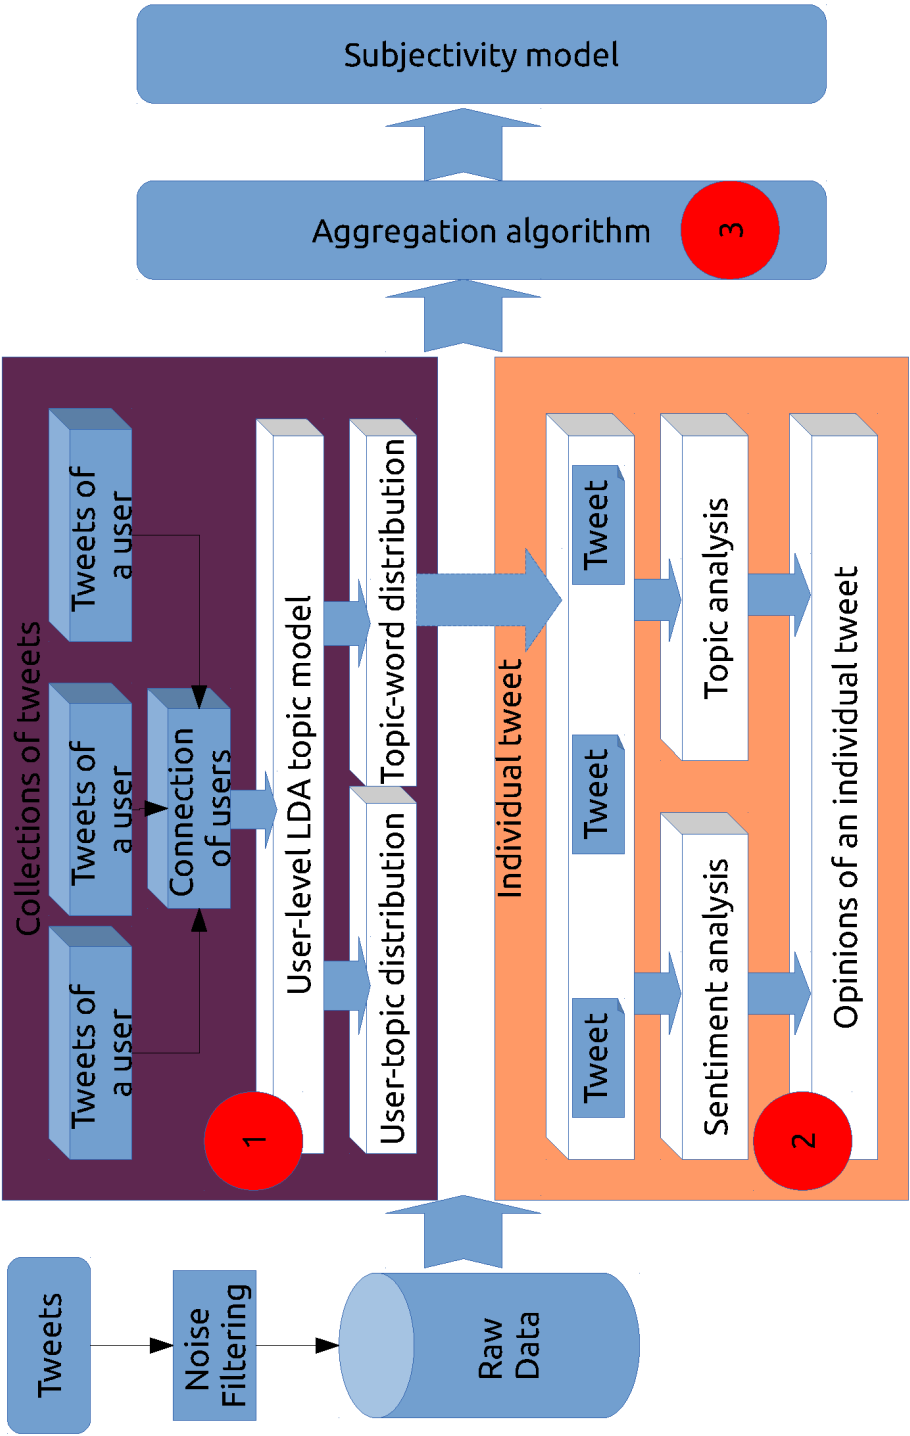 Tweets
Noise
Filtering
Raw
Data
Collections of tweets
Tweets of
a user
Tweets of
a user
Tweets of
a user
Connection
of users
User-level LDA topic model
1
User-topic distribution
Topic-word distribution
Individual tweet
Tweet
Tweet
Tweet
Sentiment analysis
Topic analysis
2
Opinions of an individual tweet
Aggregation algorithm
3
Subjectivity model